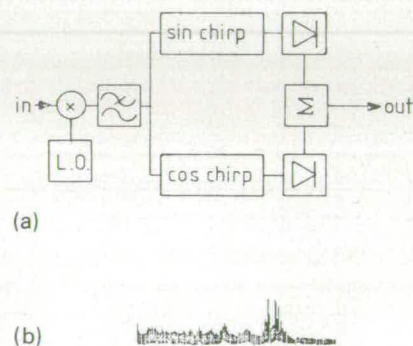 sin chirp
in
×
Σ
out
L.O.
cos chirp
(a)
(b)